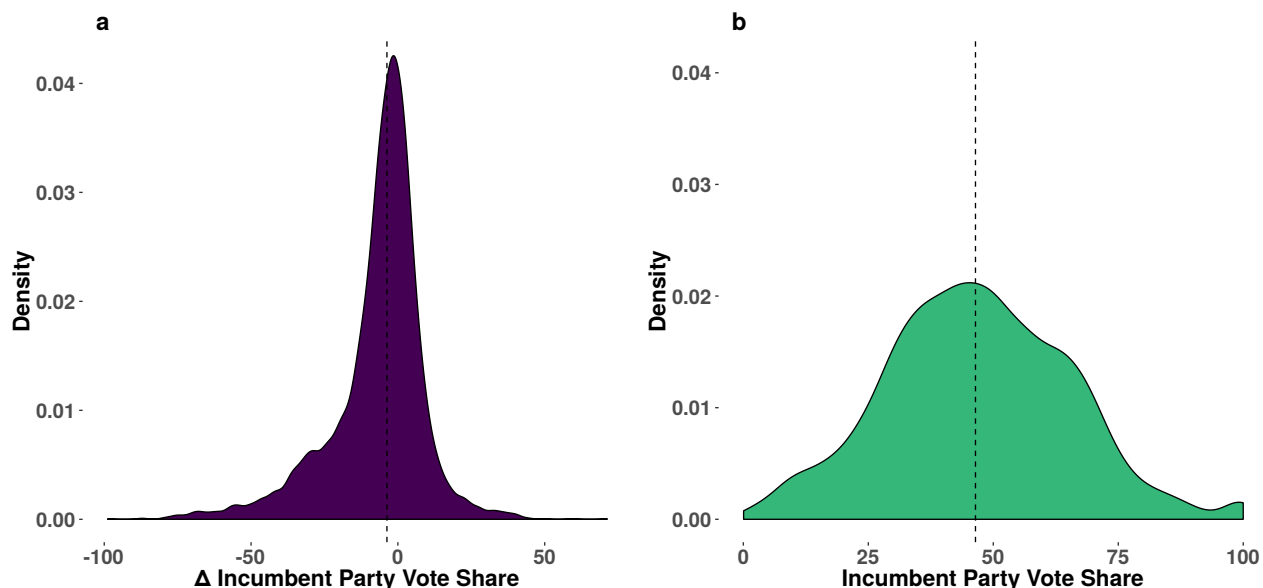 a
Density
0.04
0.03
0.02
0.01
0.00
-100 -50 0 50
Δ Incumbent Party Vote Share
b
Density
0.04
0.03
0.02
0.01
0.00
0 25 50 75 100
Incumbent Party Vote Share